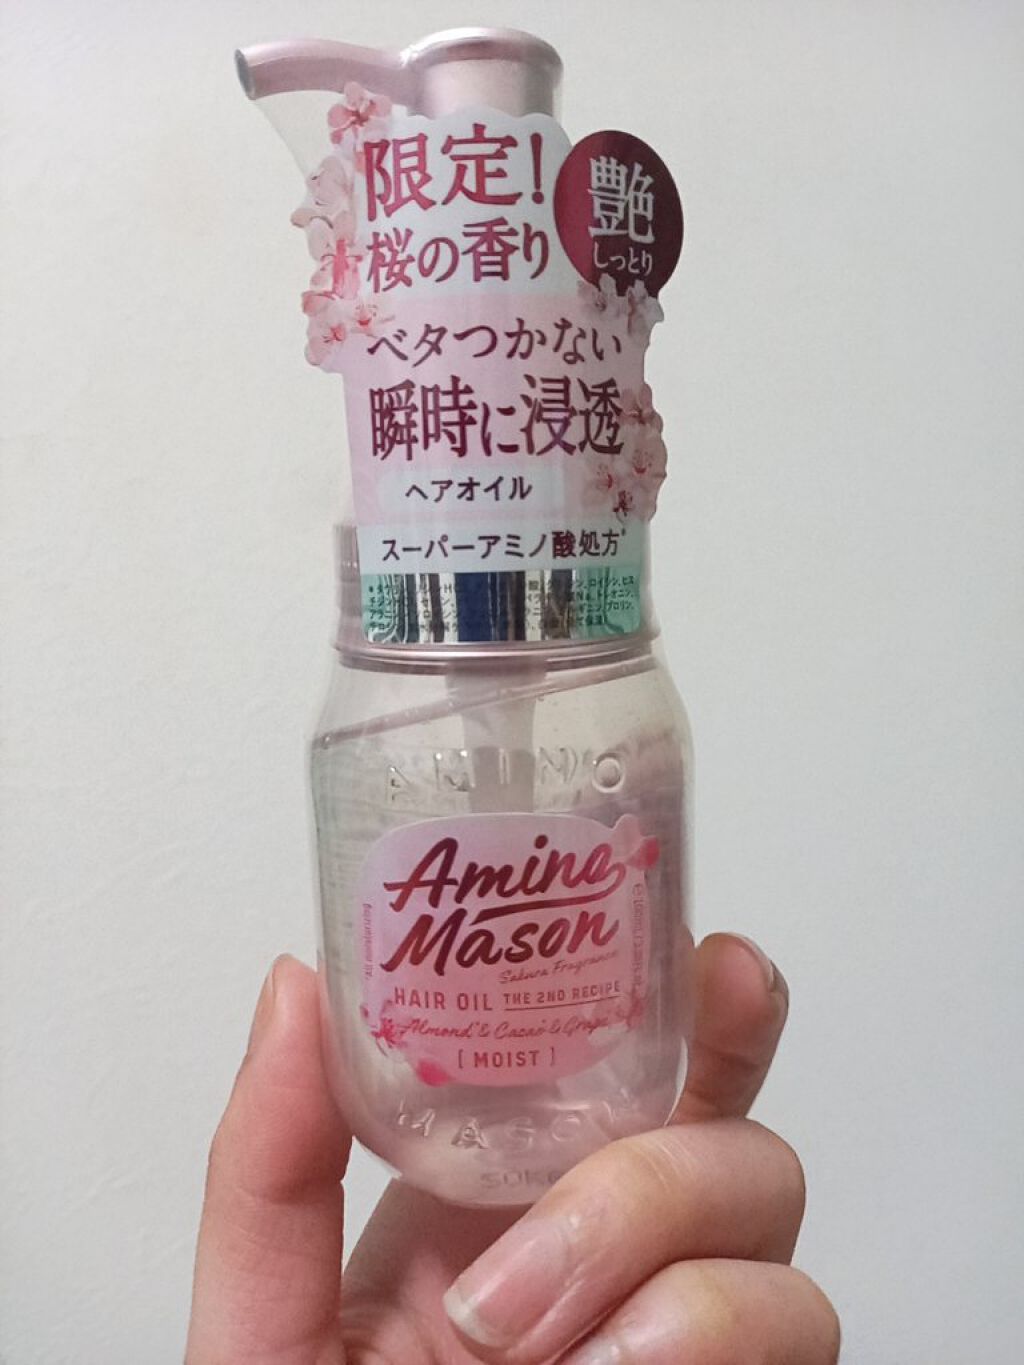 限定!
桜の香り
艶
しっとり
ベタつかない
瞬時に浸透
ヘアオイル
スーパーアミノ酸処方*
AMINO
Amino
Mason
Sakura Fragrance
HAIR OIL THE 2ND RECIPE
Almond* & Cacao* & Grape*
[ MOIST ]
MASON